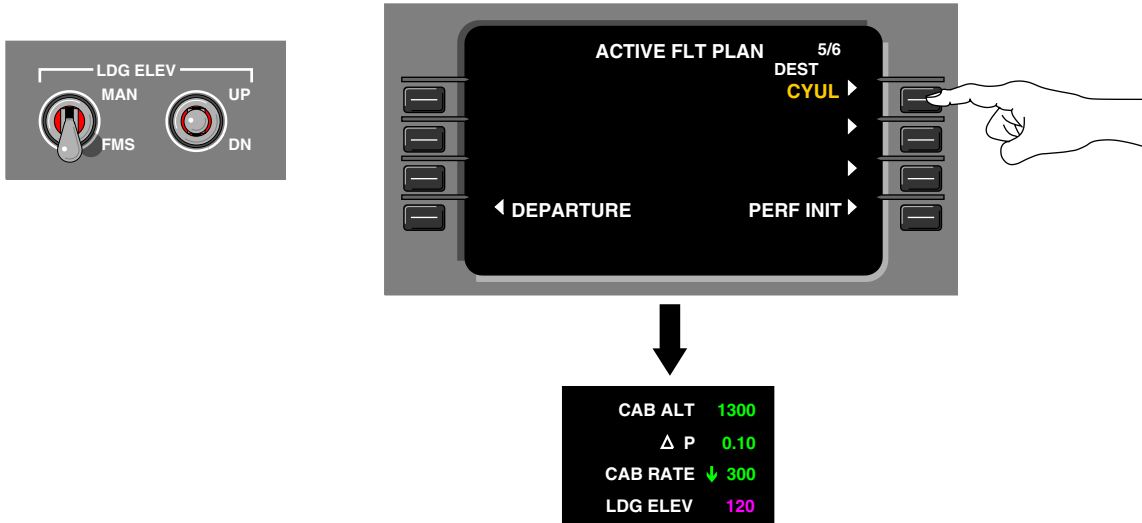 LDG ELEV
MAN
UP
FMS
DN
ACTIVE FLT PLAN 5/6
DEST
CYUL
DEPARTURE PERF INIT
CAB ALT 1300
Δ P 0.10
CAB RATE 300
LDG ELEV 120